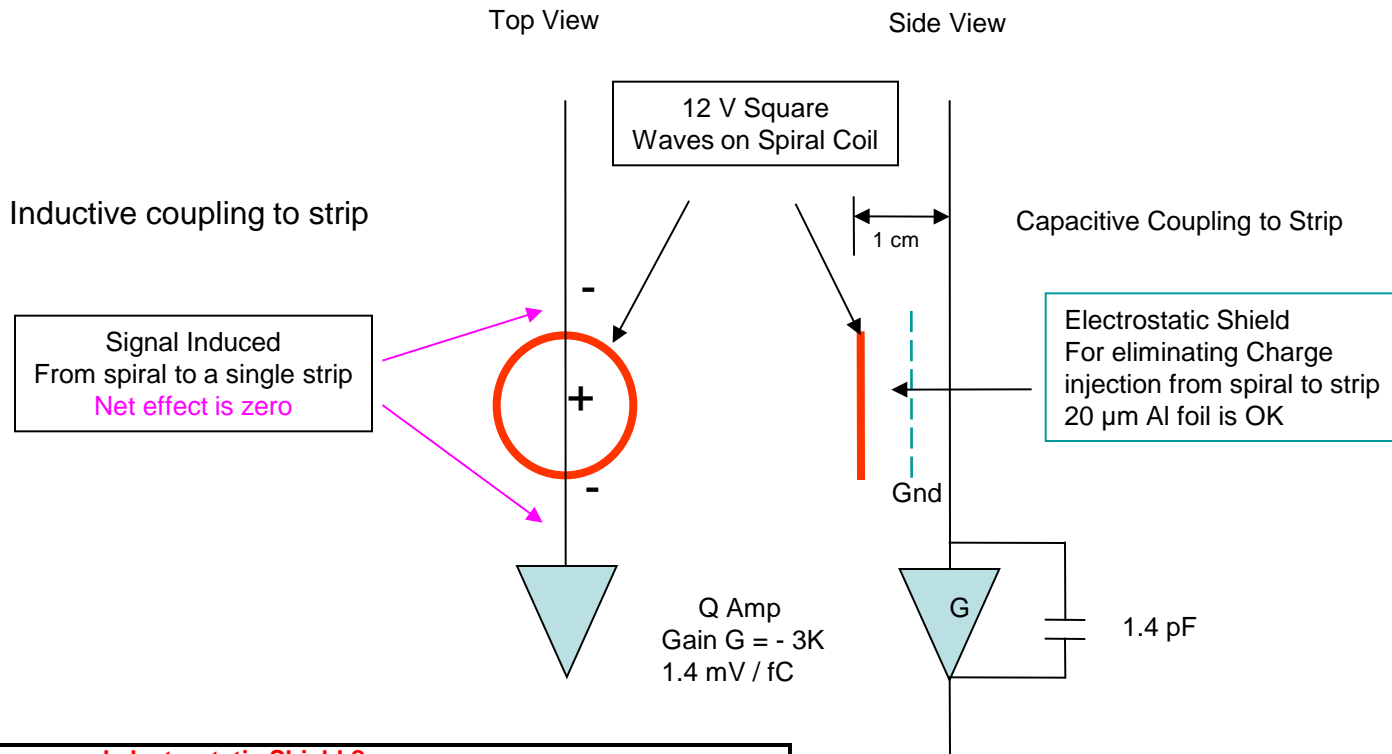 Top View
Side View
12 V Square
Waves on Spiral Coil
Inductive coupling to strip
1 cm
Capacitive Coupling to Strip
-
Signal Induced
From spiral to a single strip
Net effect is zero
+
Electrostatic Shield
For eliminating Charge
injection from spiral to strip
20 µm Al foil is OK
-
Gnd
Q Amp
Gain G = - 3K
1.4 mV / fC
G
1.4 pF